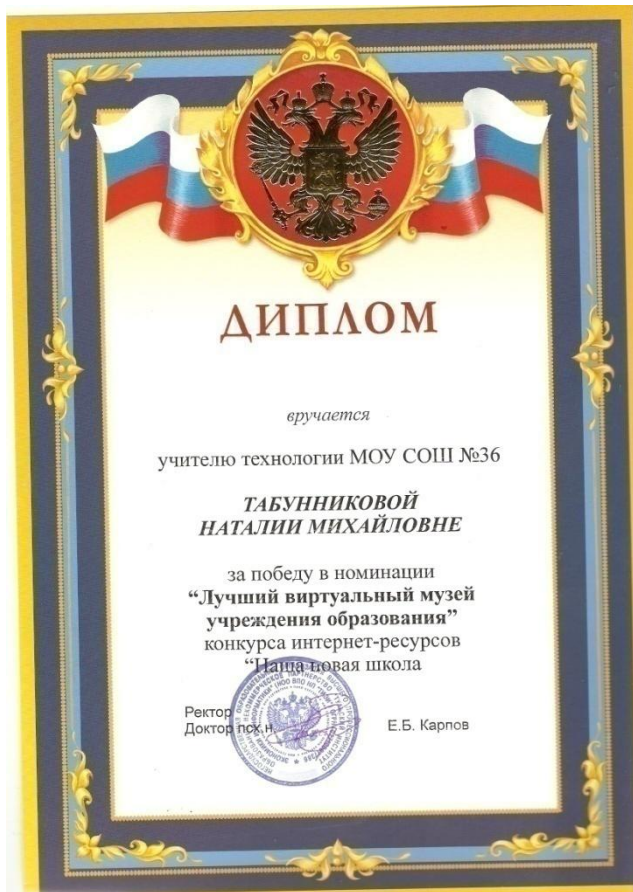 ДИПЛОМ
вручается
учителю технологии МОУ СОШ №36
ТАБУННИКОВОЙ
НАТАЛИИ МИХАЙЛОВНЕ
за победу в номинации
“Лучший виртуальный музей
учреждения образования”
конкурса интернет-ресурсов
“Наша новая школа
Ректор
Доктор псх.н. Е.Б. Карпов